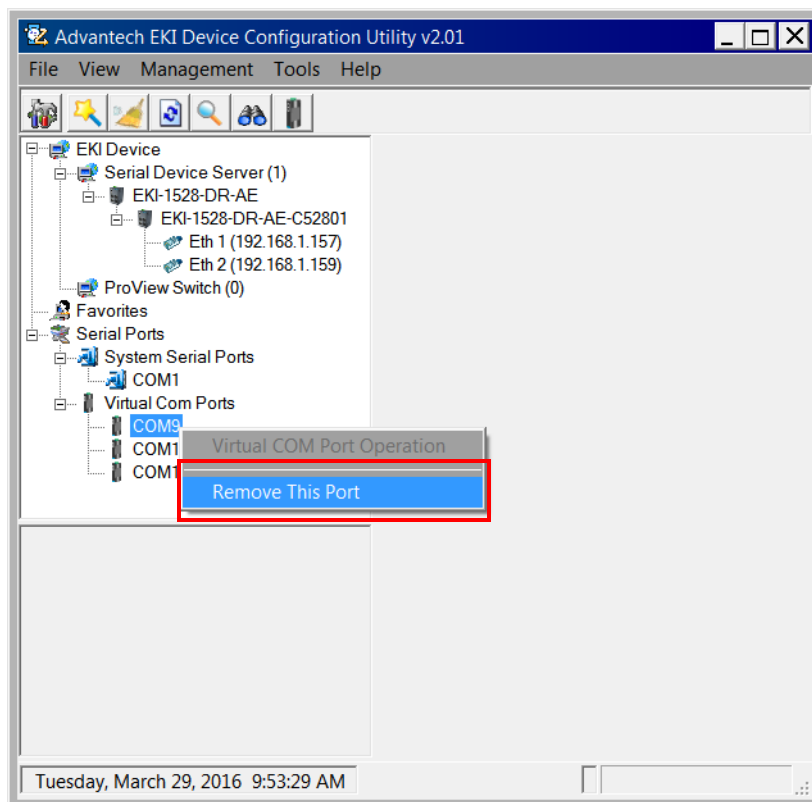 Advantech EKI Device Configuration Utility v2.01
File View Management Tools Help
EKI Device
Serial Device Server (1)
EKI-1528-DR-AE
EKI-1528-DR-AE-C52801
Eth 1 (192.168.1.157)
Eth 2 (192.168.1.159)
ProView Switch (0)
Favorites
Serial Ports
System Serial Ports
COM1
Virtual Com Ports
COM9
Virtual COM Port Operation
COM1
COM1
Remove This Port
Tuesday, March 29, 2016 9:53:29 AM